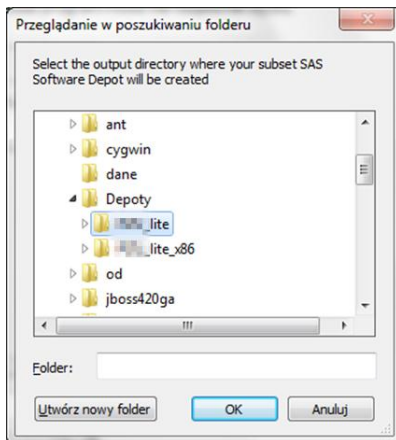 Przeglądanie w poszukiwaniu folderu
Select the output directory where your subset SAS
Software Depot will be created
ant
cygwin
dane
Depoty
_lite
_lite_x86
od
jboss420ga
Folder:
Utwórz nowy folder OK Anuluj